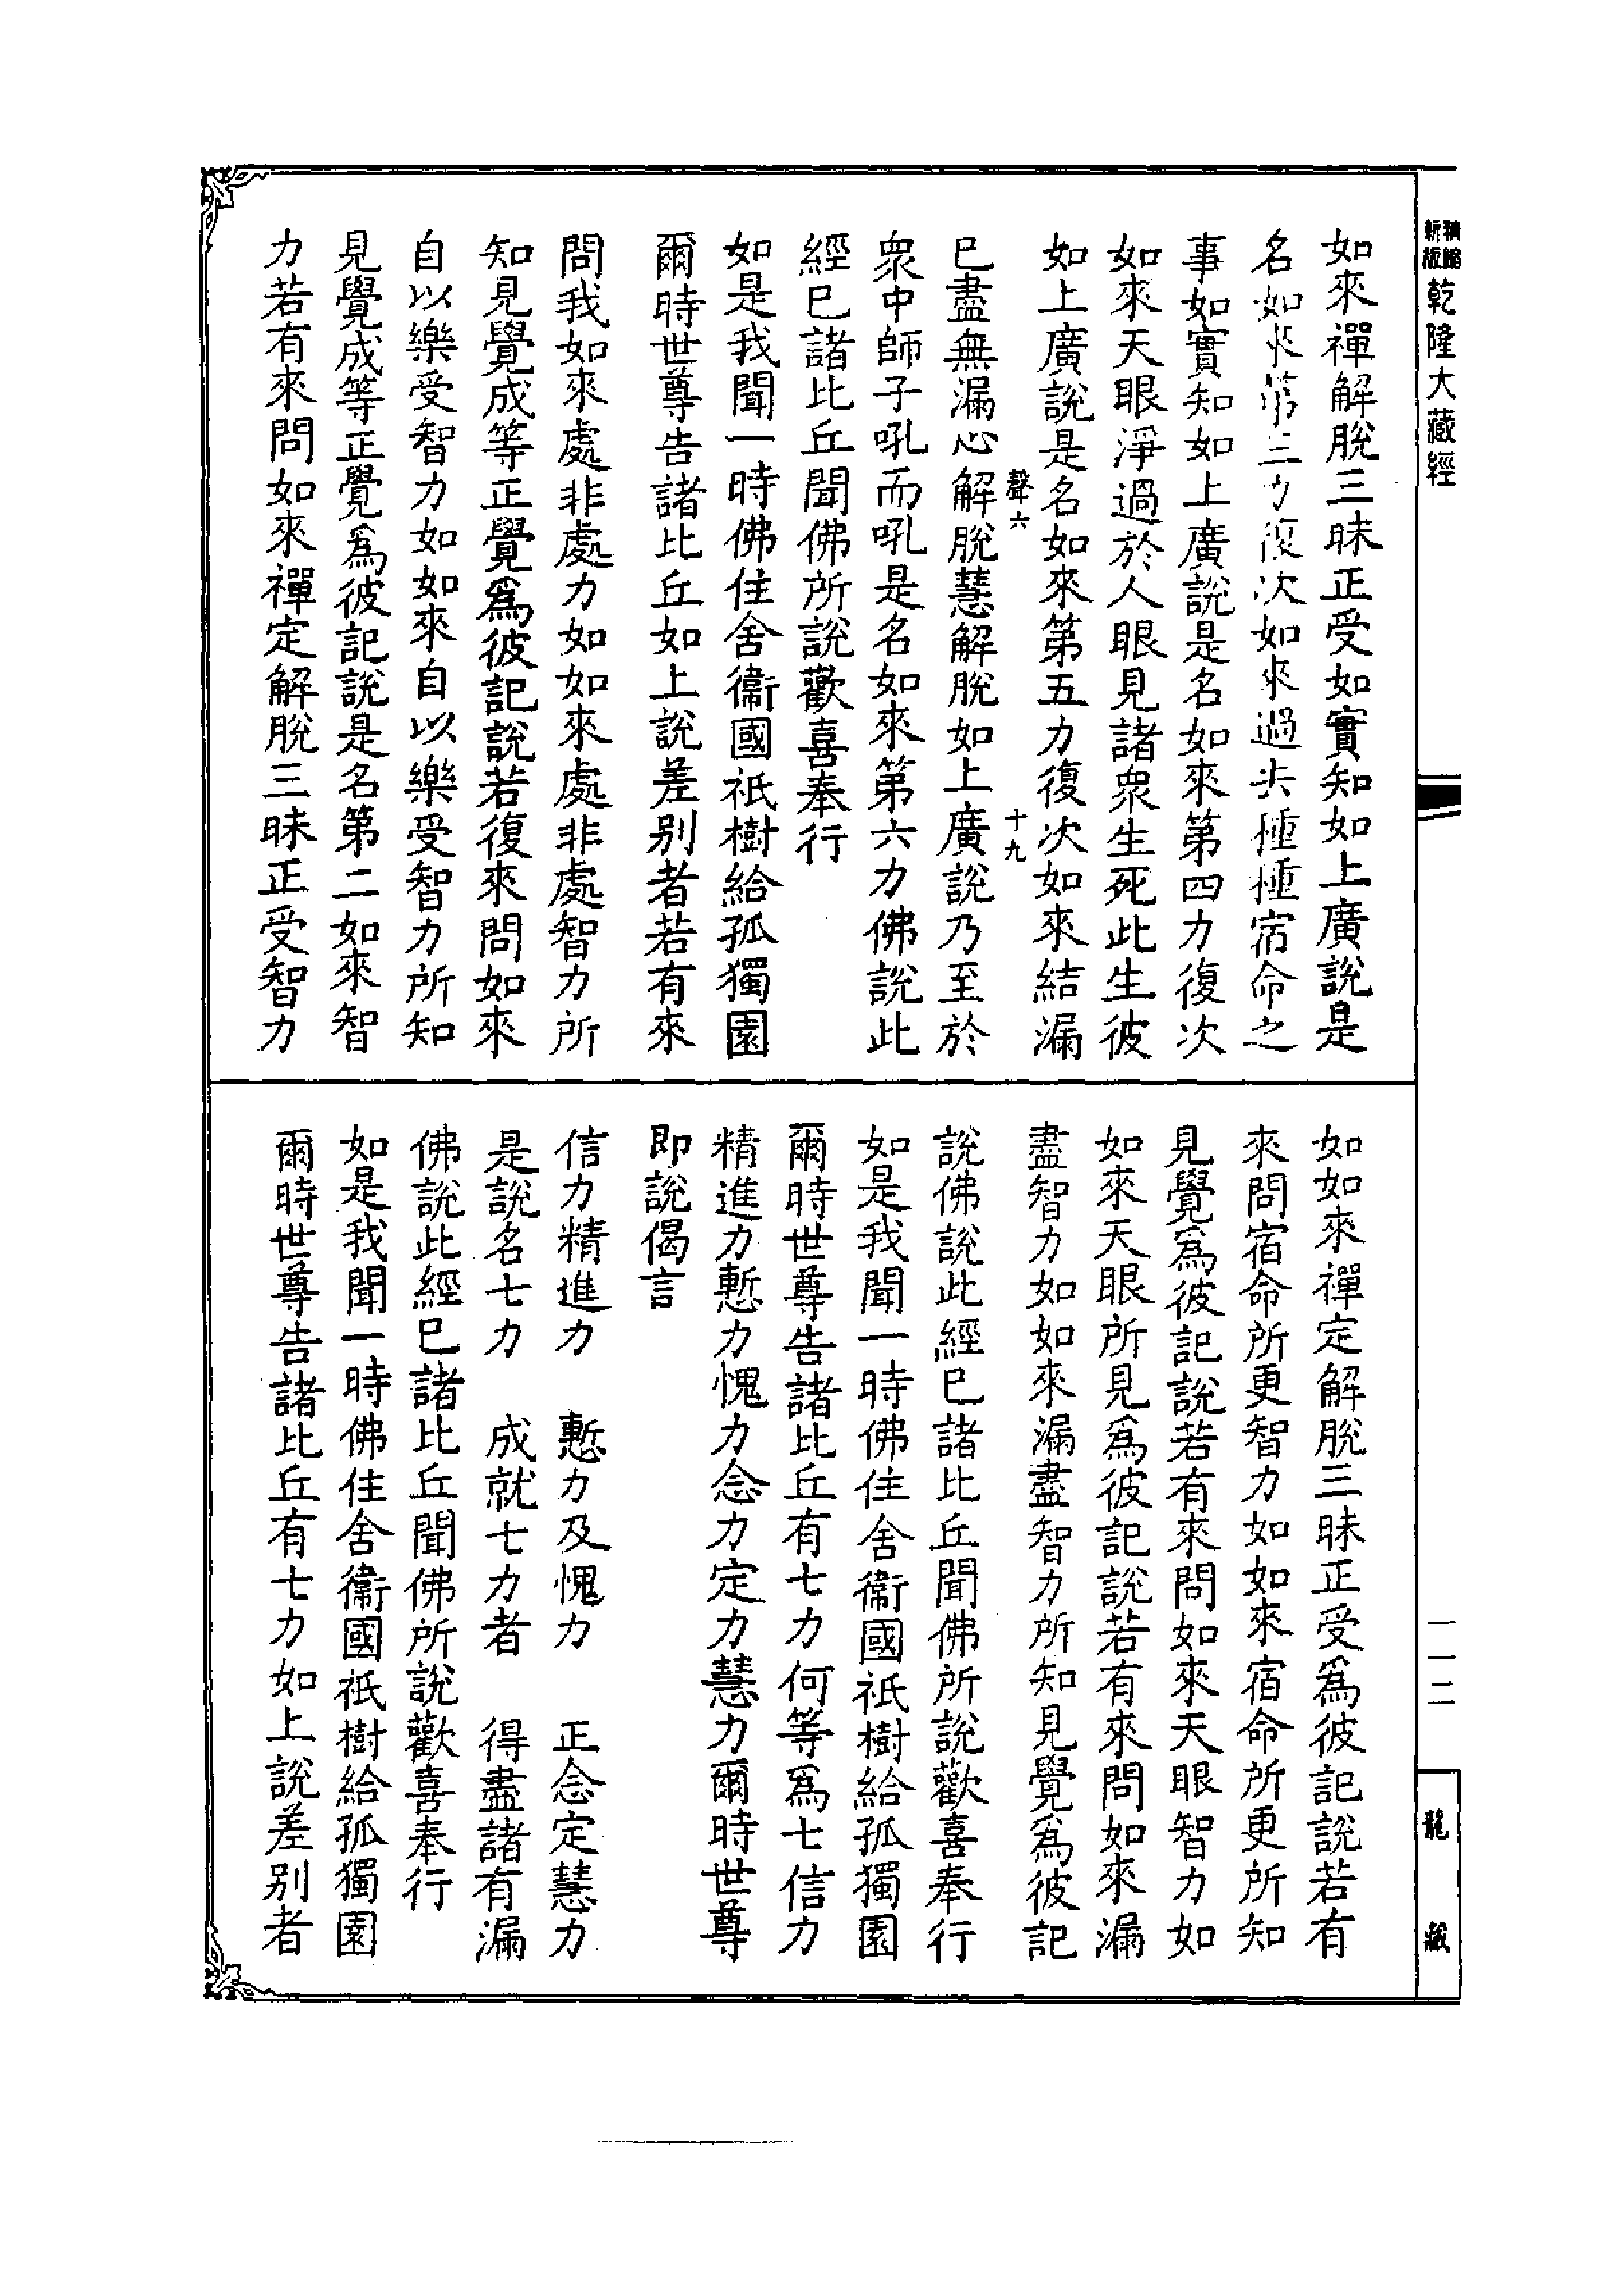 精縮新版乾隆大藏經
如來禪解脫三昧正受如實知如上廣說是
名如來第三力復次如來過去種種宿命之
事如實知如上廣說是名如來第四力復次
如來天眼淨過於人眼見諸衆生死此生彼
如上廣說是名如來第五力復次如來結漏
聲六
十九
已盡無漏心解脫慧解脫如上廣說乃至於
衆中師子吼而吼是名如來第六力佛說此
經已諸比丘聞佛所說歡喜奉行
如是我聞一時佛住舍衞國祇樹給孤獨園
爾時世尊告諸比丘如上說差別者若有來
問我如來處非處力如如來處非處智力所
知見覺成等正覺爲彼記說若復來問如來
自以樂受智力如如來自以樂受智力所知
見覺成等正覺爲彼記說是名第二如來智
力若有來問如來禪定解脫三昧正受智力
如如來禪定解脫三昧正受爲彼記說若有
來問宿命所更智力如如來宿命所更所知
見覺爲彼記說若有來問如來天眼智力如
如來天眼所見爲彼記說若有來問如來漏
盡智力如如來漏盡智力所知見覺爲彼記
說佛說此經已諸比丘聞佛所說歡喜奉行
如是我聞一時佛住舍衞國祇樹給孤獨園
爾時世尊告諸比丘有七力何等爲七信力
精進力慙力愧力念力定力慧力爾時世尊
即說偈言
信力精進力　慙力及愧力　正念定慧力
是說名七力　成就七力者　得盡諸有漏
佛說此經已諸比丘聞佛所說歡喜奉行
如是我聞一時佛住舍衞國祇樹給孤獨園
爾時世尊告諸比丘有七力如上說差別者
一一二
龍藏